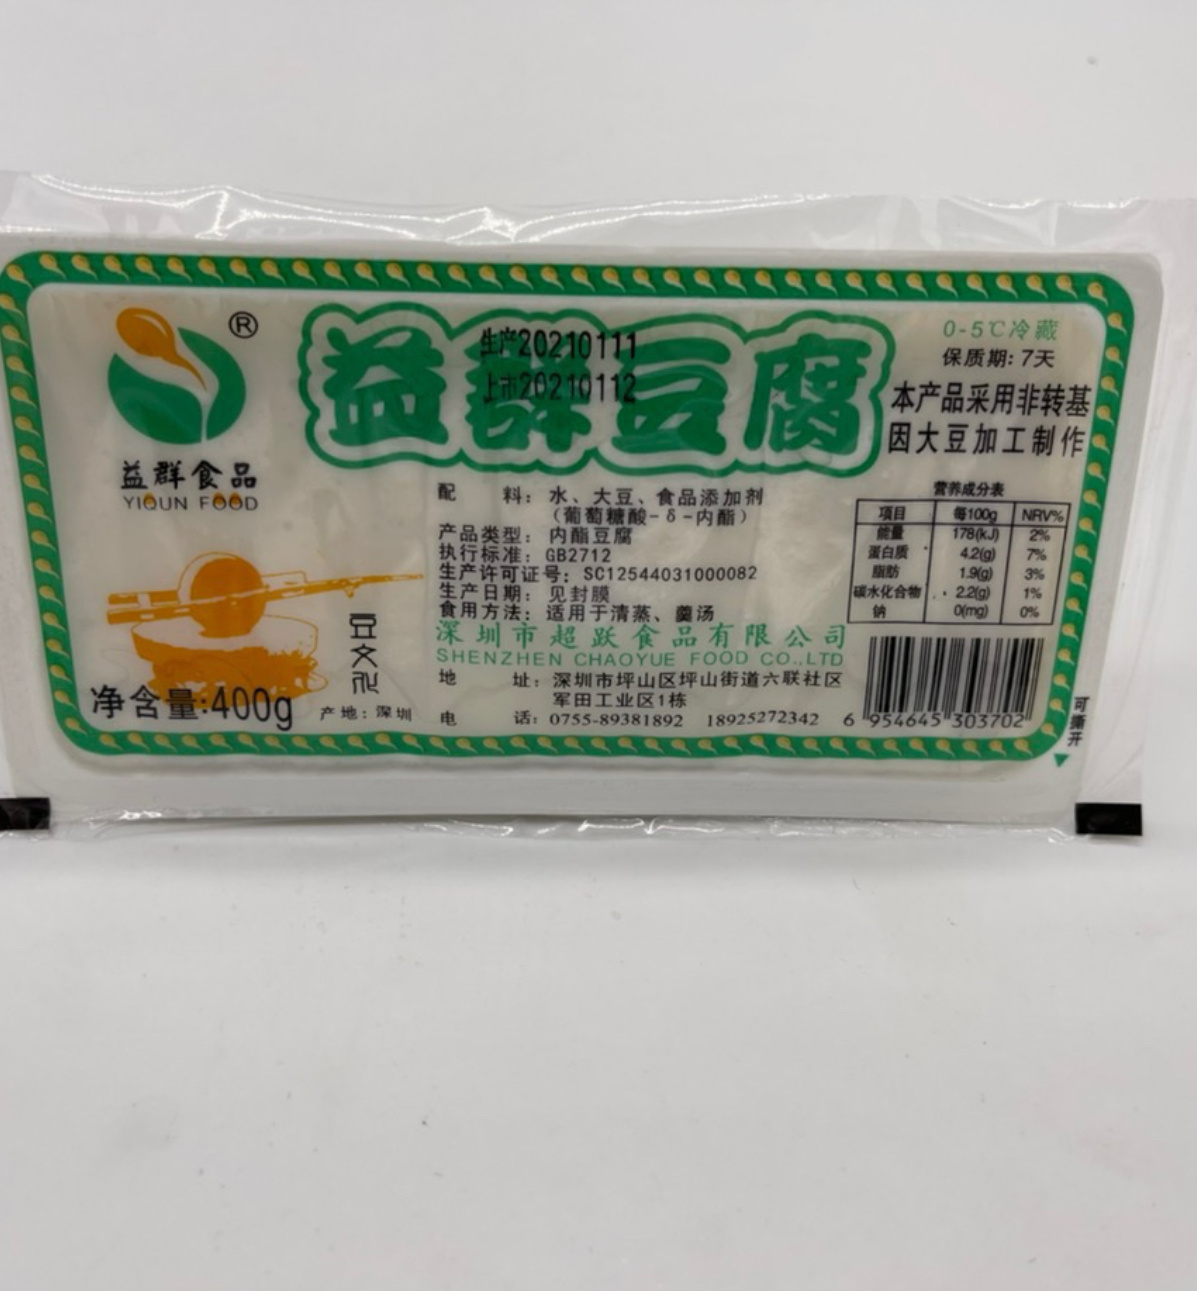 ®
益群食品
YIQUN FOOD
益群豆腐
生产20210111
上市20210112
0-5℃冷藏
保质期: 7天
本产品采用非转基
因大豆加工制作
配 料: 水、大豆、食品添加剂
(葡萄糖酸-δ-内酯)
产品类型: 内酯豆腐
执行标准: GB2712
生产许可证号: SC12544031000082
生产日期: 见封膜
食用方法: 适用于清蒸、羹汤
深圳市超跃食品有限公司
SHENZHEN CHAOYUE FOOD CO.,LTD
地 址: 深圳市坪山区坪山街道六联社区
军田工业区1栋
电 话: 0755-89381892 18925272342
营养成分表
项目 每100g NRV%
能量 178(kJ) 2%
蛋白质 4.2(g) 7%
脂肪 1.9(g) 3%
碳水化合物 2.2(g) 1%
钠 0(mg) 0%
6 954645 303702
豆文化
净含量:400g
产地: 深圳
可撕开